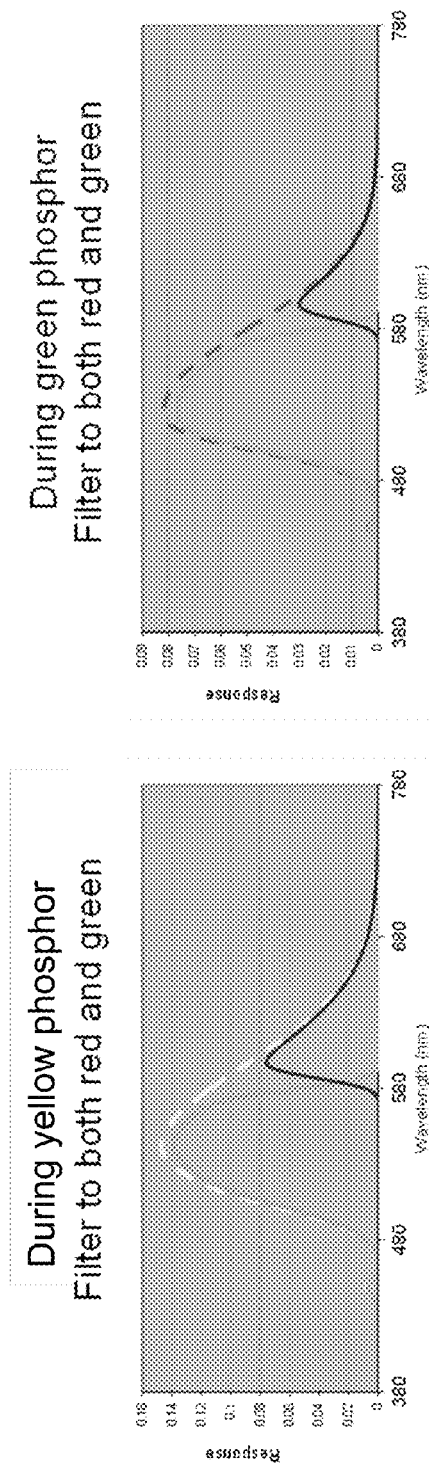 During yellow phosphor
Filter to both red and green
Response
0.16
0.14
0.12
0.1
0.08
0.06
0.04
0.02
0
380 480 580 680 780
Wavelength (nm)
During green phosphor
Filter to both red and green
Response
0.09
0.08
0.07
0.06
0.05
0.04
0.03
0.02
0.01
0
380 480 580 680 780
Wavelength (nm)